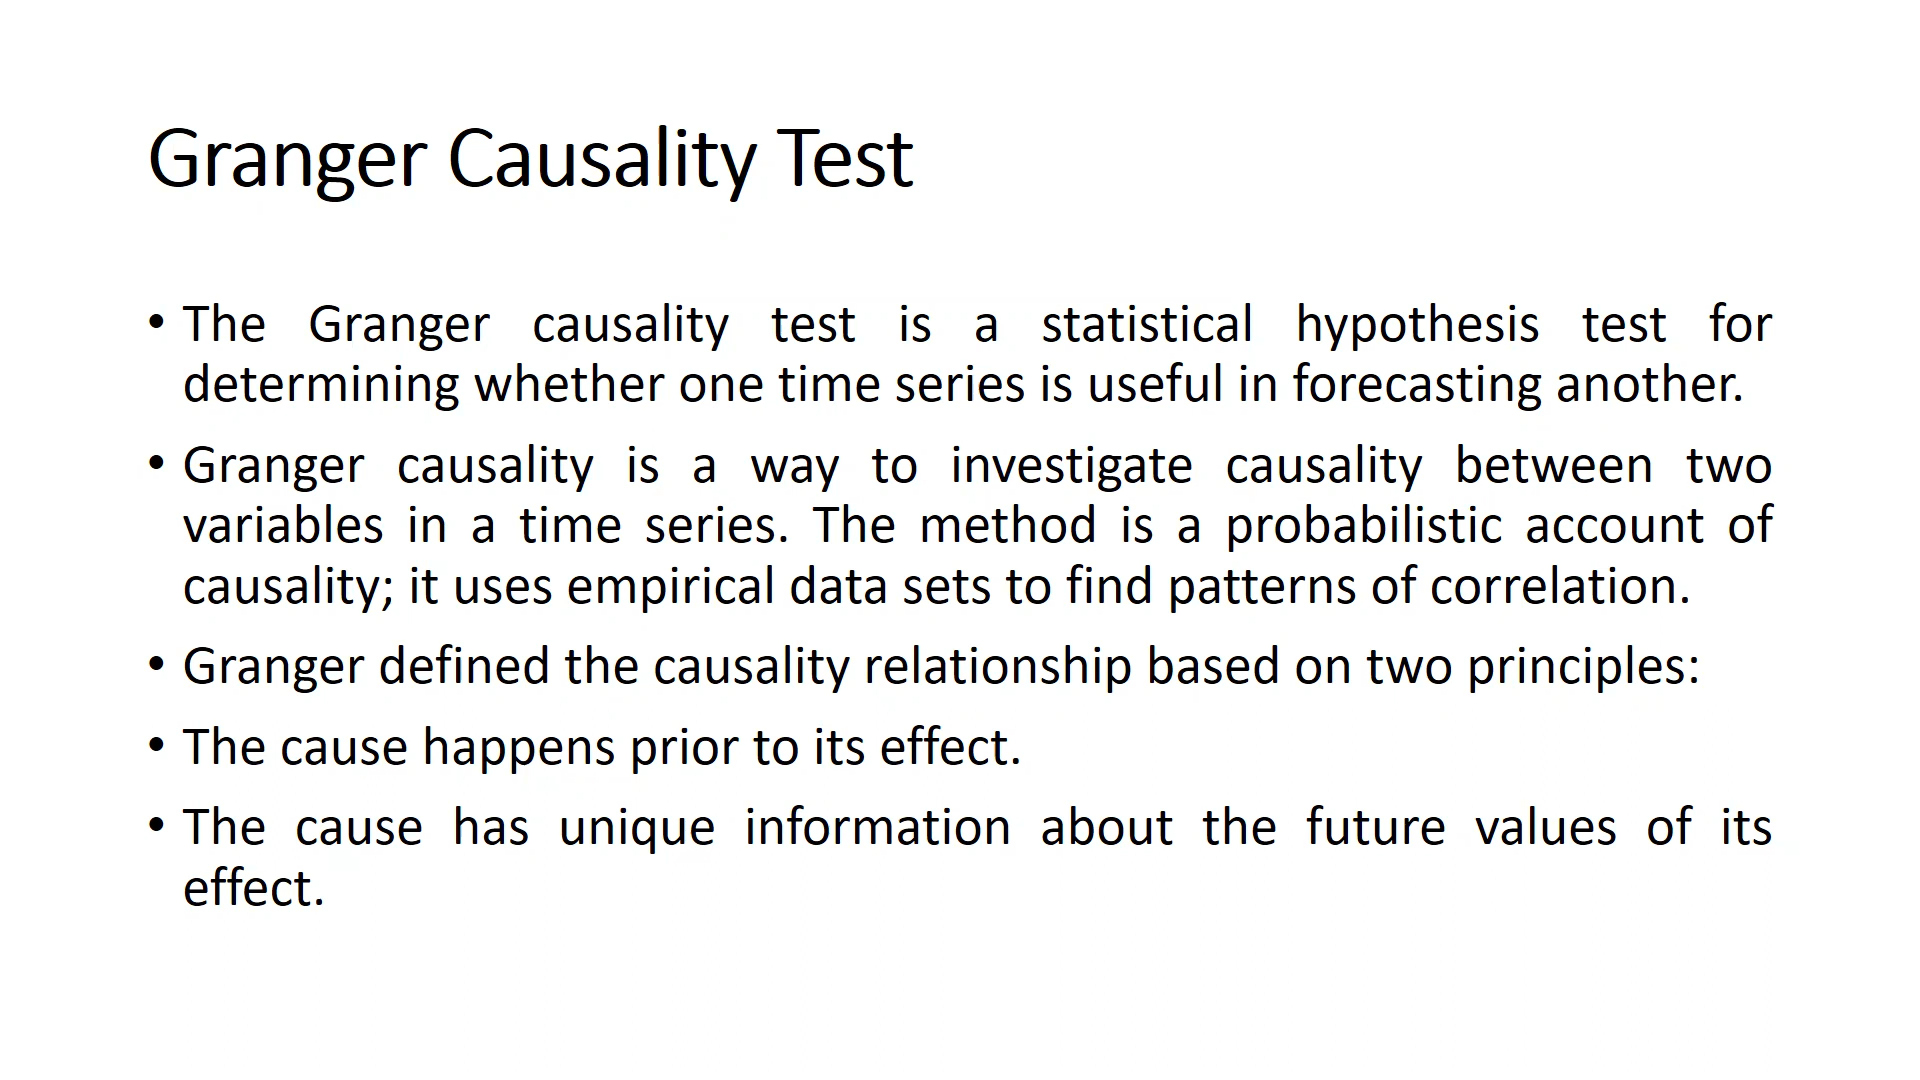 Granger Causality Test
• The Granger causality test is a statistical hypothesis test for
determining whether one time series is useful in forecasting another.
• Granger causality is a way to investigate causality between two
variables in a time series. The method is a probabilistic account of
causality; it uses empirical data sets to find patterns of correlation.
• Granger defined the causality relationship based on two principles:
• The cause happens prior to its effect.
• The cause has unique information about the future values of its
effect.